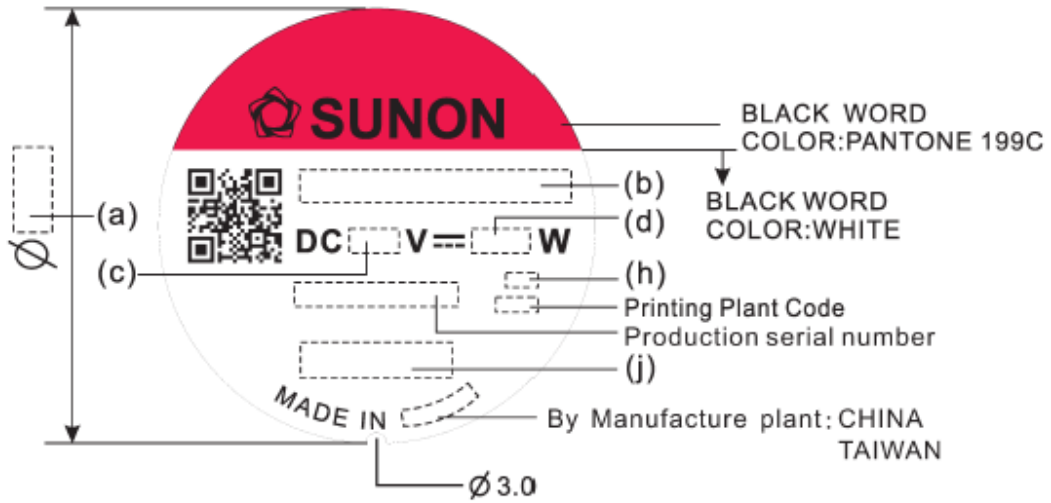 SUNON
BLACK WORD
COLOR:PANTONE 199C
(b)
BLACK WORD
COLOR:WHITE
(a)
(d)
DC V⎓ W
(c)
(h)
Printing Plant Code
Production serial number
(j)
MADE IN
By Manufacture plant: CHINA
TAIWAN
Ø
Ø 3.0